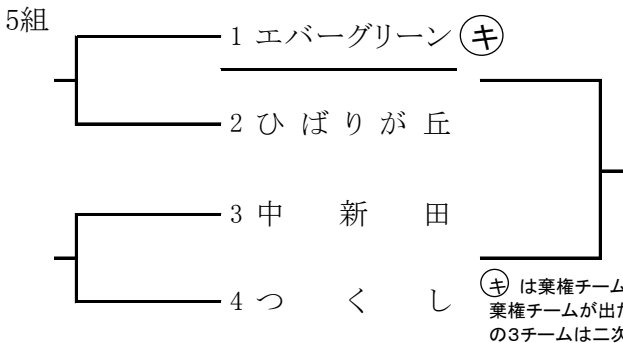 5組
1 エバーグリーン ㋖
2 ひばりが丘
3 中新田
4 つくし
㋖ は棄権チーム
棄権チームが出た
の3チームは二次